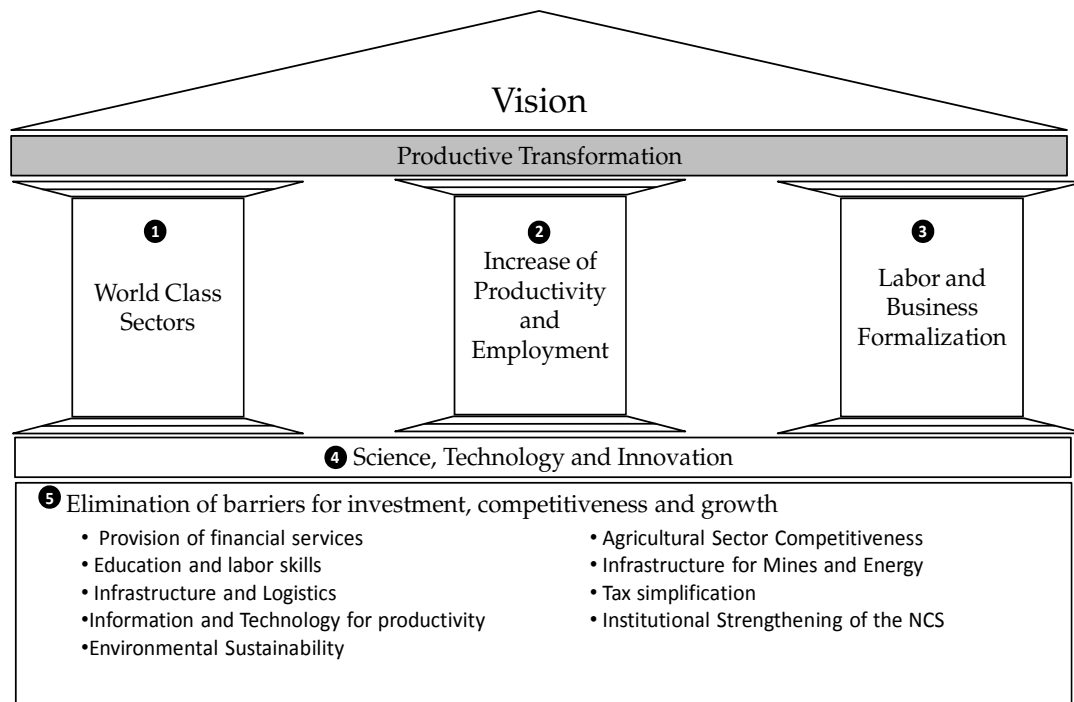 Vision
Productive Transformation
1
World Class
Sectors
2
Increase of
Productivity
and
Employment
3
Labor and
Business
Formalization
4 Science, Technology and Innovation
5 Elimination of barriers for investment, competitiveness and growth
• Provision of financial services
• Education and labor skills
• Infrastructure and Logistics
•Information and Technology for productivity
•Environmental Sustainability
• Agricultural Sector Competitiveness
• Infrastructure for Mines and Energy
• Tax simplification
• Institutional Strengthening of the NCS